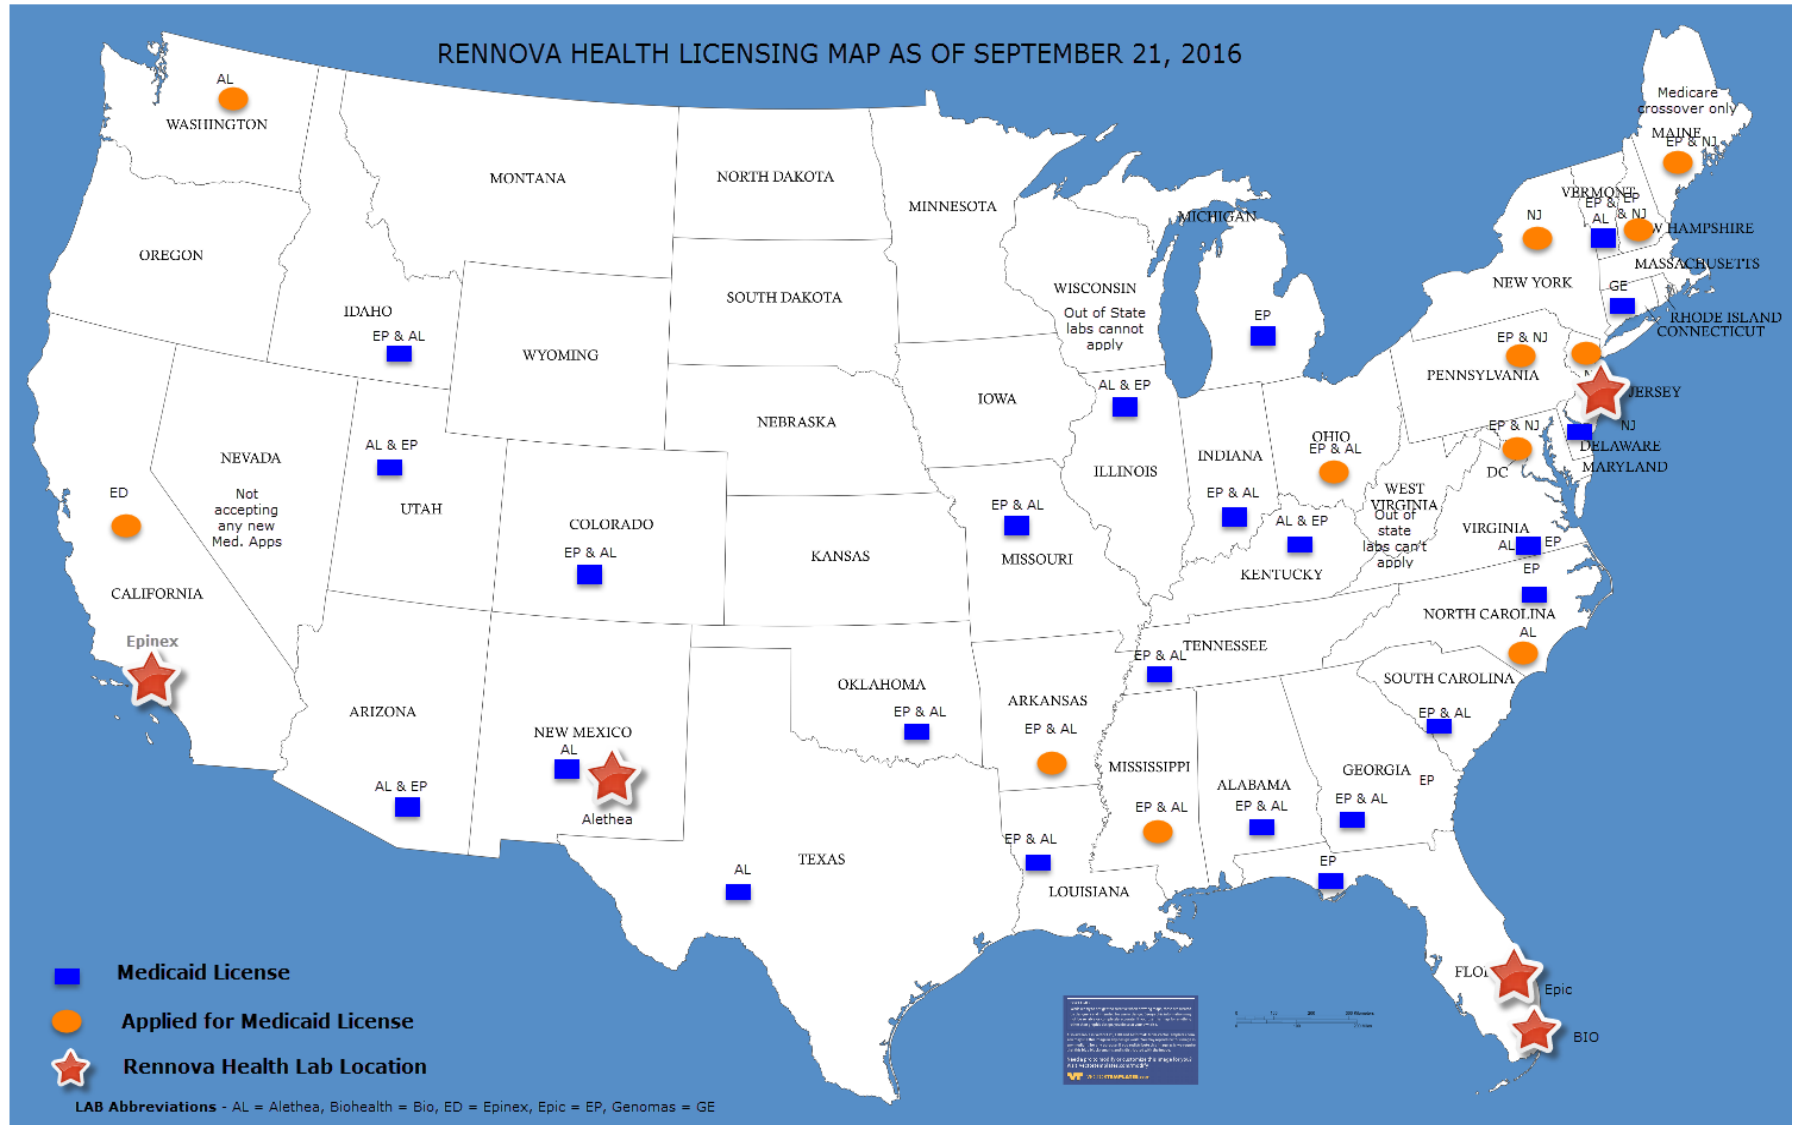 RENNOVA HEALTH LICENSING MAP AS OF SEPTEMBER 21, 2016
AL
WASHINGTON
MONTANA
NORTH DAKOTA
MINNESOTA
Medicare
crossover only
MAINE
EP & NJ
VERMONT
EP &
AL
EP
& NJ
W HAMPSHIRE
NJ
NEW YORK
MASSACHUSETTS
GE
RHODE ISLAND
CONNECTICUT
OREGON
IDAHO
EP & AL
WYOMING
SOUTH DAKOTA
WISCONSIN
Out of State
labs cannot
apply
MICHIGAN
EP
EP & NJ
PENNSYLVANIA
N
JERSEY
NJ
DELAWARE
MARYLAND
EP & NJ
DC
NEVADA
Not
accepting
any new
Med. Apps
AL & EP
UTAH
COLORADO
EP & AL
NEBRASKA
IOWA
KANSAS
AL & EP
ILLINOIS
INDIANA
EP & AL
OHIO
EP & AL
WEST
VIRGINIA
Out of
state
labs can't
apply
VIRGINIA
AL
EP
EP & AL
MISSOURI
AL & EP
KENTUCKY
EP
NORTH CAROLINA
AL
ED
CALIFORNIA
Epinex
ARIZONA
AL & EP
NEW MEXICO
AL
Alethea
OKLAHOMA
EP & AL
ARKANSAS
EP & AL
TENNESSEE
EP & AL
SOUTH CAROLINA
EP & AL
MISSISSIPPI
EP & AL
ALABAMA
EP & AL
GEORGIA
EP
EP & AL
TEXAS
AL
EP & AL
LOUISIANA
EP
FLO
Epic
BIO
Medicaid License
Applied for Medicaid License
Rennova Health Lab Location
LAB Abbreviations - AL = Alethea, Biohealth = Bio, ED = Epinex, Epic = EP, Genomas = GE